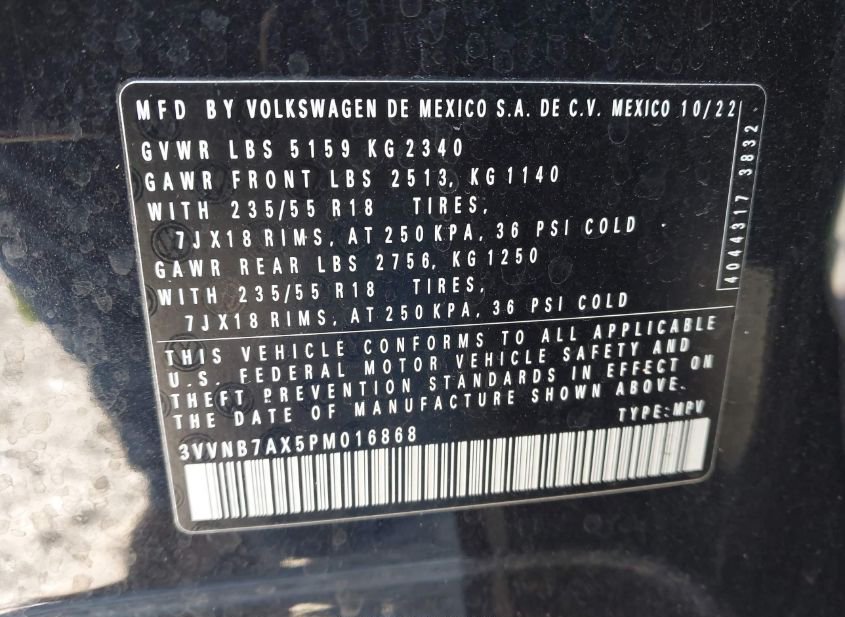 MFD BY VOLKSWAGEN DE MEXICO S.A. DE C.V. MEXICO 10/22
GVWR LBS 5159 KG 2340
GAWR FRONT LBS 2513, KG 1140
WITH 235/55 R18 TIRES,
7JX18 RIMS, AT 250 KPA, 36 PSI COLD
GAWR REAR LBS 2756, KG 1250
WITH 235/55 R18 TIRES,
7JX18 RIMS, AT 250 KPA, 36 PSI COLD
THIS VEHICLE CONFORMS TO ALL APPLICABLE
U.S. FEDERAL MOTOR VEHICLE SAFETY AND
THEFT PREVENTION STANDARDS IN EFFECT ON
THE DATE OF MANUFACTURE SHOWN ABOVE.
3VVNB7AX5PM016868 TYPE: MPV
4044317 3832